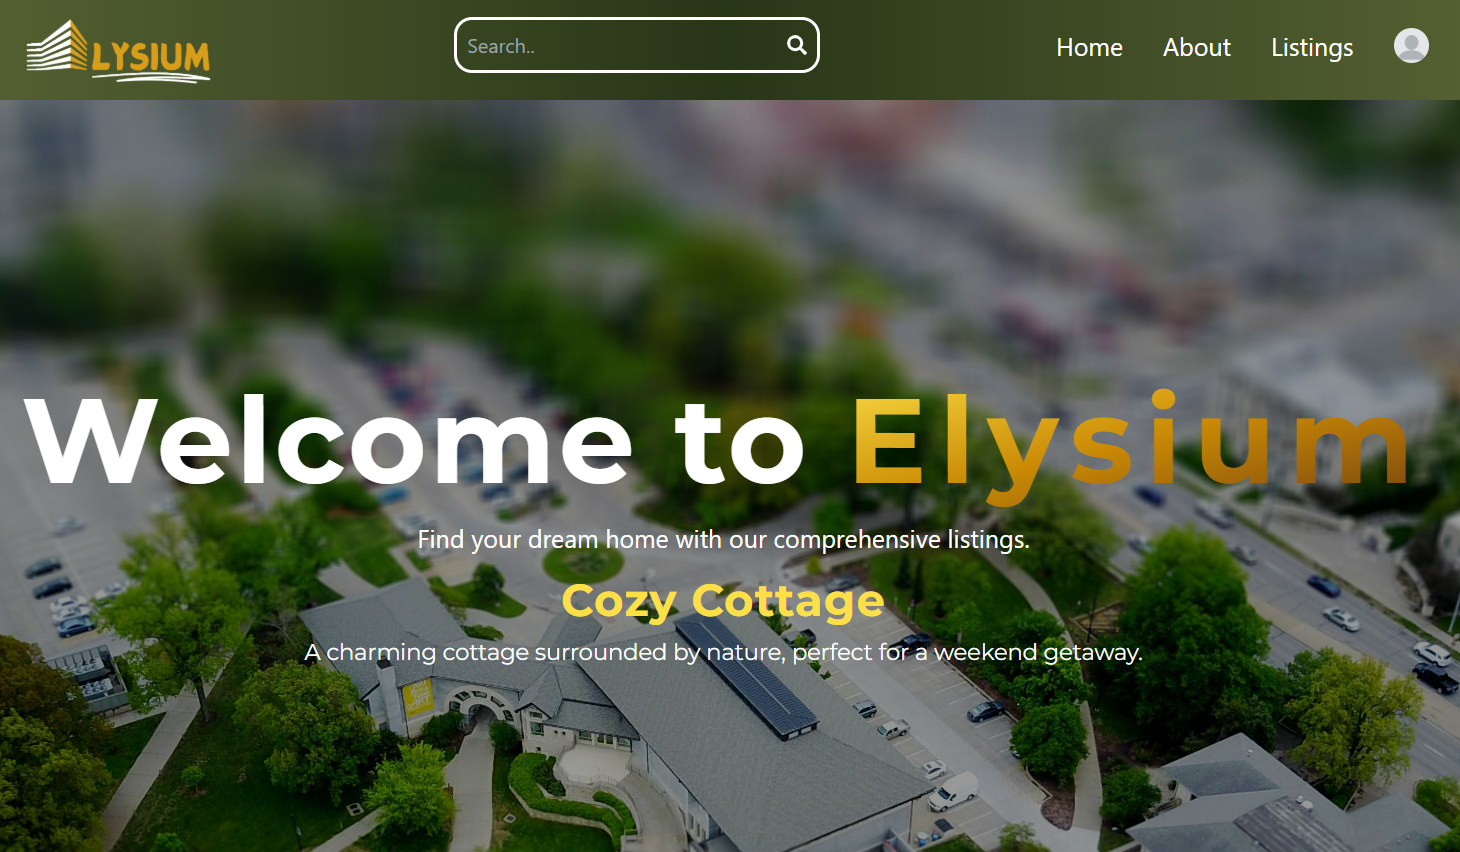 LYSIUM
Search..
Home
About
Listings
Welcome to Elysium
Find your dream home with our comprehensive listings.
Cozy Cottage
A charming cottage surrounded by nature, perfect for a weekend getaway.